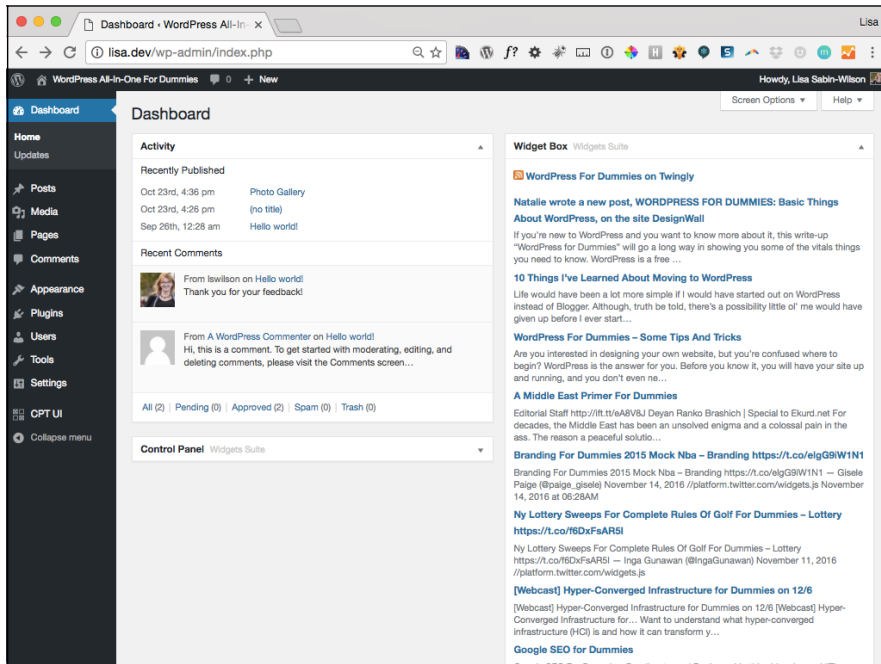 Dashboard ‹ WordPress All-In-
Lisa
lisa.dev/wp-admin/index.php
f?
WordPress All-In-One For Dummies 0 + New
Howdy, Lisa Sabin-Wilson
Screen Options ▼ Help ▼
Dashboard
Home
Updates
Posts
Media
Pages
Comments
Appearance
Plugins
Users
Tools
Settings
CPT UI
Collapse menu
Dashboard
Activity
Recently Published
Oct 23rd, 4:36 pm Photo Gallery
Oct 23rd, 4:26 pm (no title)
Sep 26th, 12:28 am Hello world!
Recent Comments
From lswilson on Hello world!
Thank you for your feedback!
From A WordPress Commenter on Hello world!
Hi, this is a comment. To get started with moderating, editing, and
deleting comments, please visit the Comments screen…
All (2) | Pending (0) | Approved (2) | Spam (0) | Trash (0)
Control Panel Widgets Suite
Widget Box Widgets Suite
WordPress For Dummies on Twingly
Natalie wrote a new post, WORDPRESS FOR DUMMIES: Basic Things
About WordPress, on the site DesignWall
If you're new to WordPress and you want to know more about it, this write-up
"WordPress for Dummies" will go a long way in showing you some of the vitals things
you need to know. WordPress is a free …
10 Things I've Learned About Moving to WordPress
Life would have been a lot more simple if I would have started out on WordPress
instead of Blogger. Although, truth be told, there's a possibility little ol' me would have
given up before I ever start…
WordPress For Dummies – Some Tips And Tricks
Are you interested in designing your own website, but you're confused where to
begin? WordPress is the answer for you. Before you know it, you will have your site up
and running, and you don't even ne…
A Middle East Primer For Dummies
Editorial Staff http://ift.tt/eA8V8J Deyan Ranko Brashich | Special to Ekurd.net For
decades, the Middle East has been an unsolved enigma and a colossal pain in the
ass. The reason a peaceful solutio…
Branding For Dummies 2015 Mock Nba – Branding https://t.co/elgG9iW1N1
Branding For Dummies 2015 Mock Nba – Branding https://t.co/elgG9iW1N1 — Gisele
Paige (@paige_gisele) November 14, 2016 //platform.twitter.com/widgets.js November
14, 2016 at 06:28AM
Ny Lottery Sweeps For Complete Rules Of Golf For Dummies – Lottery
https://t.co/f6DxFsAR5I
Ny Lottery Sweeps For Complete Rules Of Golf For Dummies – Lottery
https://t.co/f6DxFsAR5I — Inga Gunawan (@IngaGunawan) November 11, 2016
//platform.twitter.com/widgets.js
[Webcast] Hyper-Converged Infrastructure for Dummies on 12/6
[Webcast] Hyper-Converged Infrastructure for Dummies on 12/6 [Webcast] Hyper-
Converged Infrastructure for… Want to understand what hyper-converged
infrastructure (HCI) is and how it can transform y…
Google SEO for Dummies